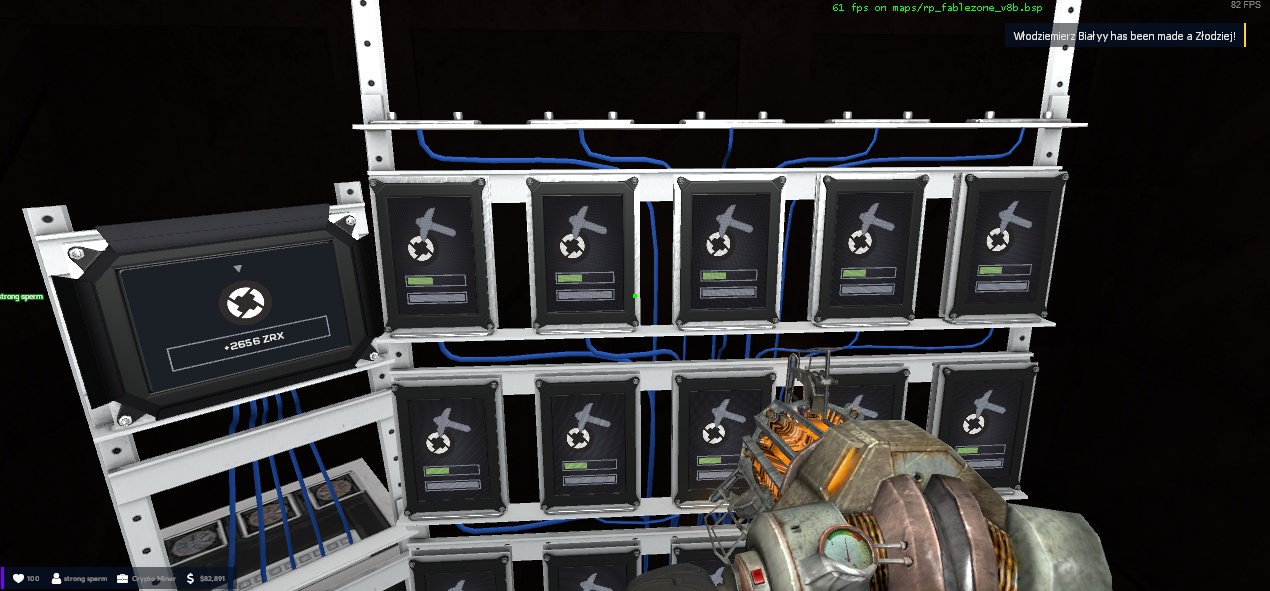 61 fps on maps/rp_fablezone_v8b.bsp
82 FPS
Włodziemierz Białyy has been made a Złodziej!
strong sperm
+2656 ZRX
100
strong sperm
Crypto Miner
$
$82,891